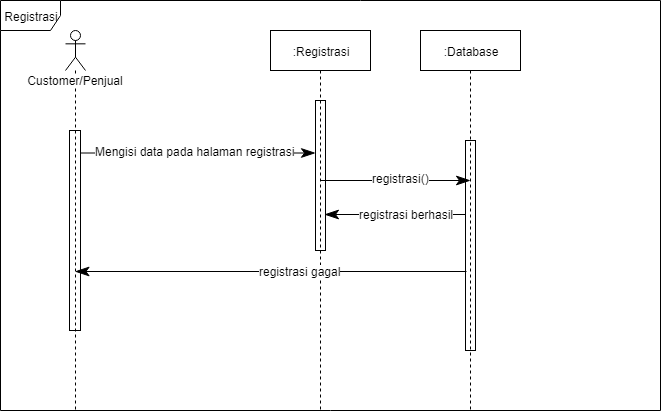 Registrasi
:Registrasi
:Database
Customer/Penjual
Mengisi data pada halaman registrasi
registrasi()
registrasi berhasil
registrasi gagal